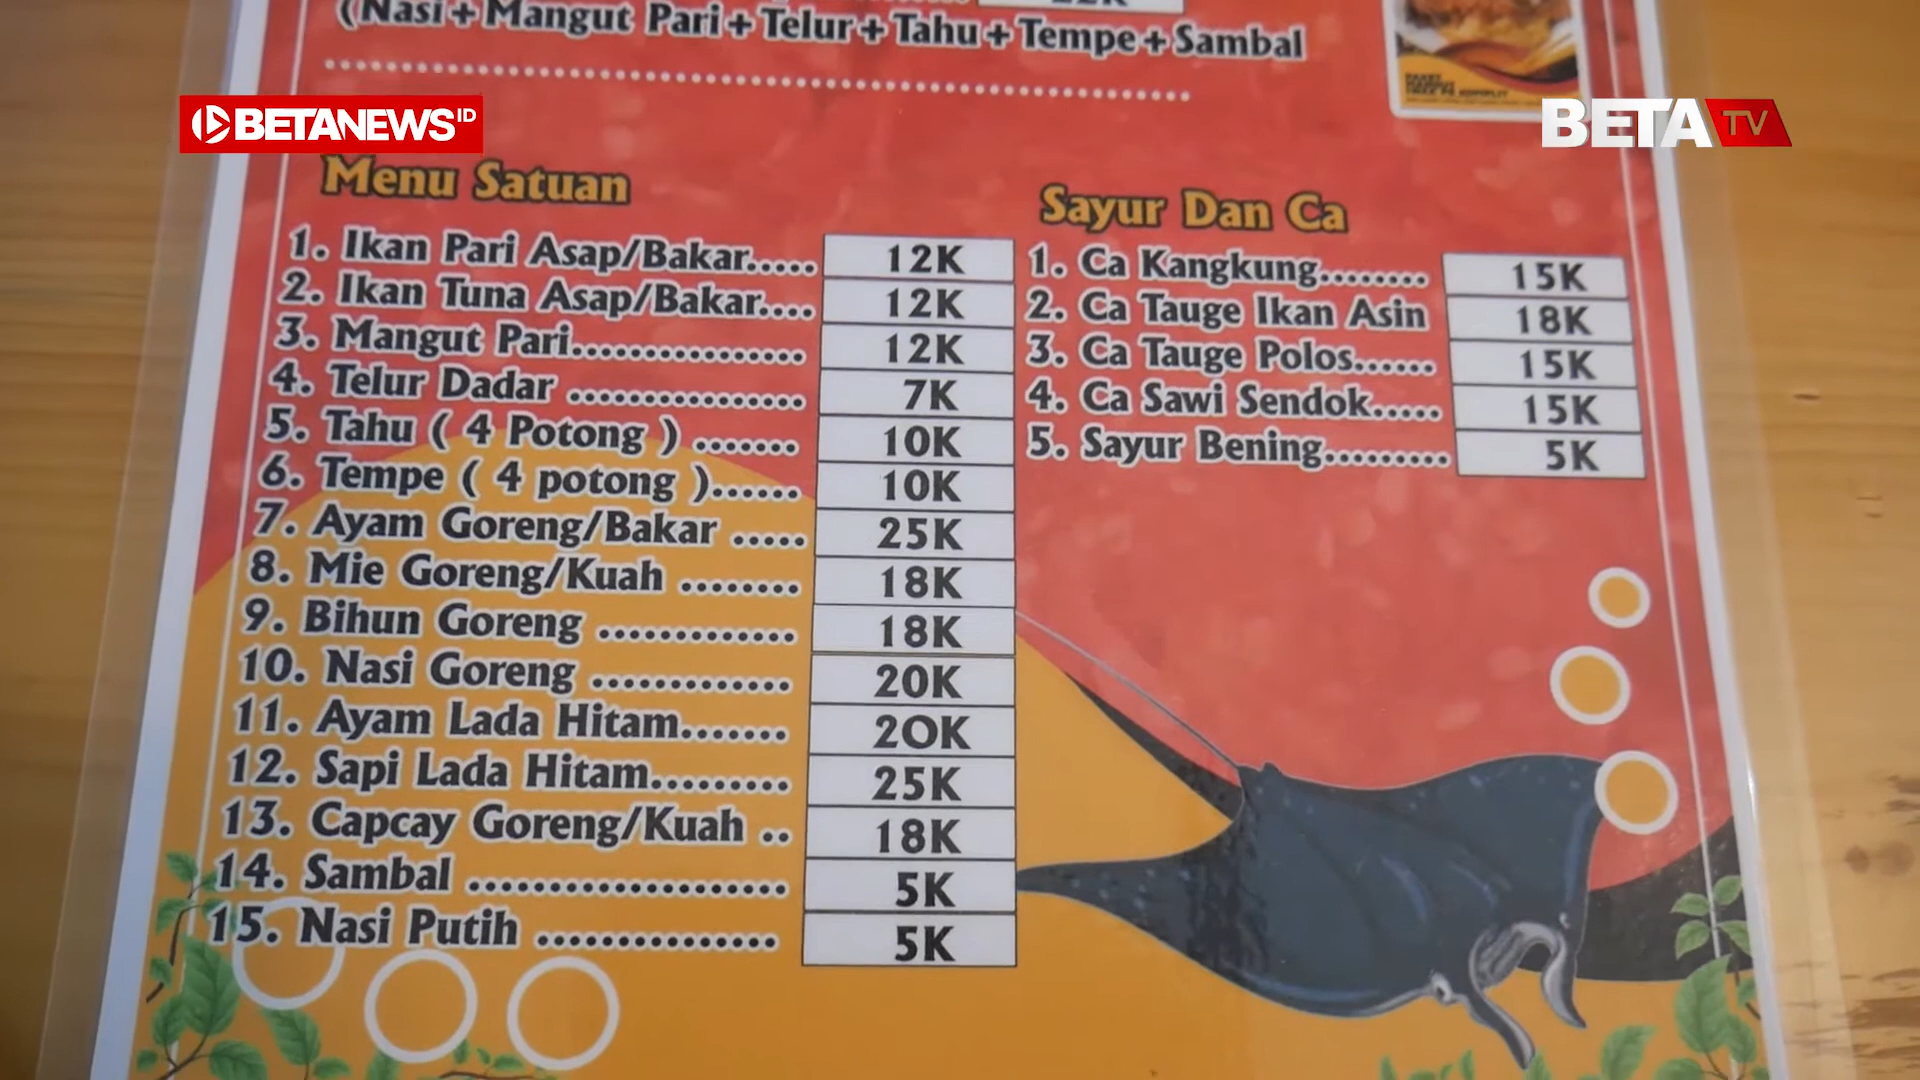 22K
(Nasi+Mangut Pari+Telur+Tahu+Tempe+Sambal
BETANEWS ID
BETA TV
Menu Satuan
1. Ikan Pari Asap/Bakar..... 12K
2. Ikan Tuna Asap/Bakar.... 12K
3. Mangut Pari................ 12K
4. Telur Dadar ................ 7K
5. Tahu ( 4 Potong ) ....... 10K
6. Tempe ( 4 potong )...... 10K
7. Ayam Goreng/Bakar ..... 25K
8. Mie Goreng/Kuah ........ 18K
9. Bihun Goreng ............. 18K
10. Nasi Goreng ............. 20K
11. Ayam Lada Hitam....... 20K
12. Sapi Lada Hitam......... 25K
13. Capcay Goreng/Kuah .. 18K
14. Sambal ..................... 5K
15. Nasi Putih ................ 5K
Sayur Dan Ca
1. Ca Kangkung........ 15K
2. Ca Tauge Ikan Asin 18K
3. Ca Tauge Polos...... 15K
4. Ca Sawi Sendok..... 15K
5. Sayur Bening......... 5K